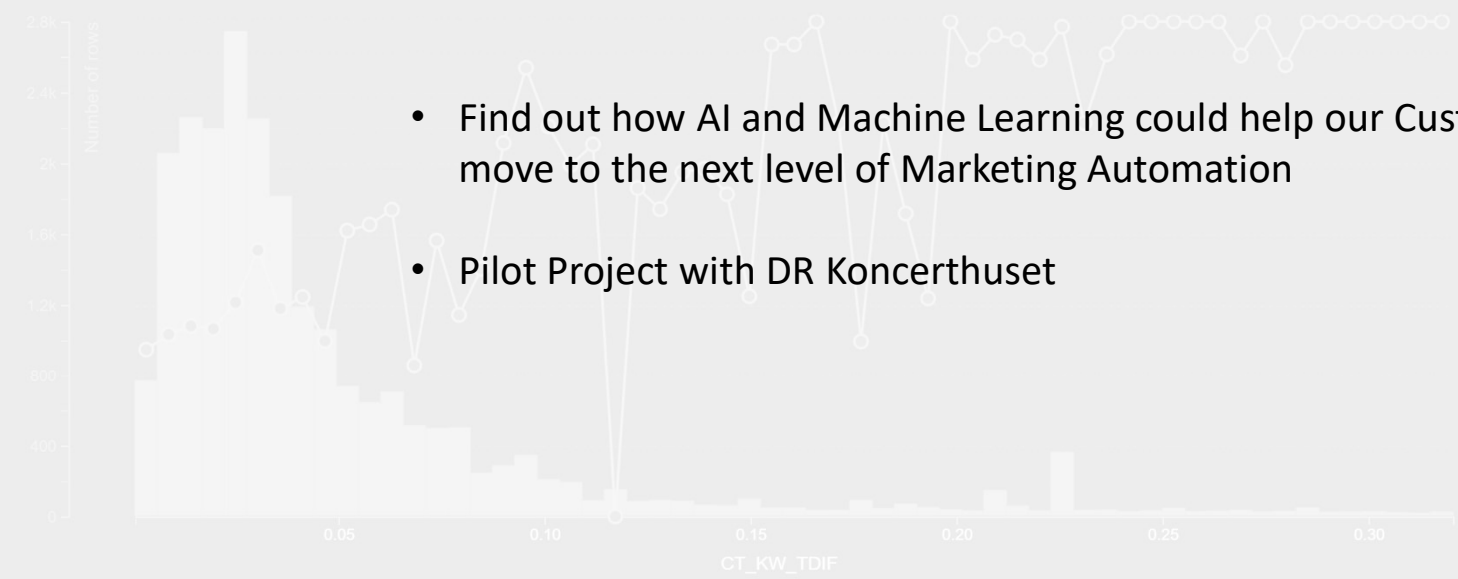 2.8k
2.4k
2k
1.6k
1.2k
800
400
0
Number of rows
• Find out how AI and Machine Learning could help our Cust
move to the next level of Marketing Automation
• Pilot Project with DR Koncerthuset
0.05 0.10 0.15 0.20 0.25 0.30
CT_KW_TDIF